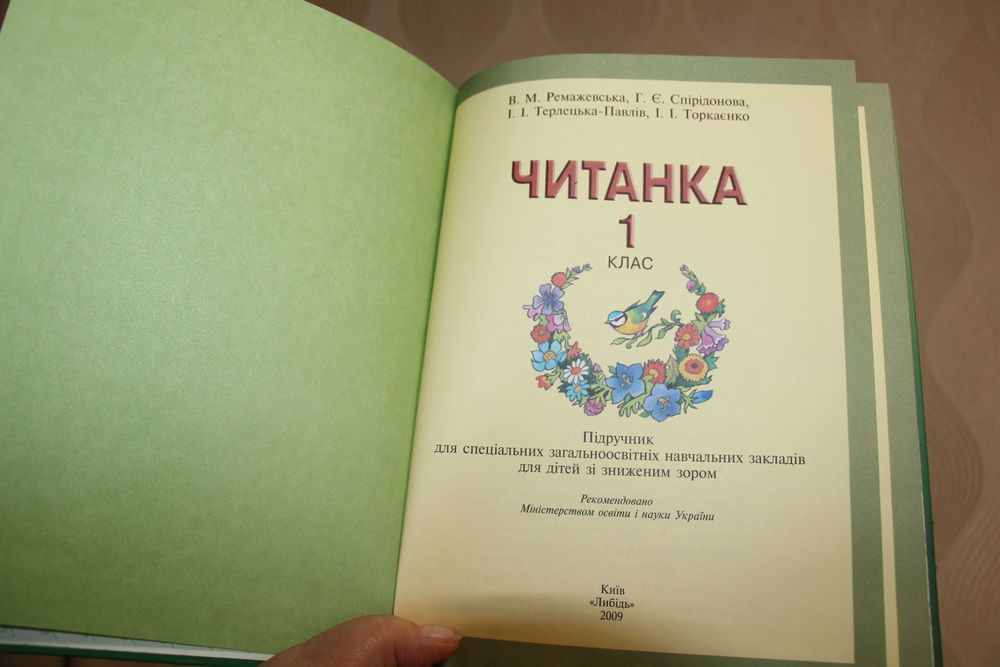 В. М. Ремажевська, Г. Є. Спірідонова,
І. І. Терлецька-Павлів, І. І. Торкаєнко
ЧИТАНКА
1
КЛАС
Підручник
для спеціальних загальноосвітніх навчальних закладів
для дітей зі зниженим зором
Рекомендовано
Міністерством освіти і науки України
Київ
«Либідь»
2009